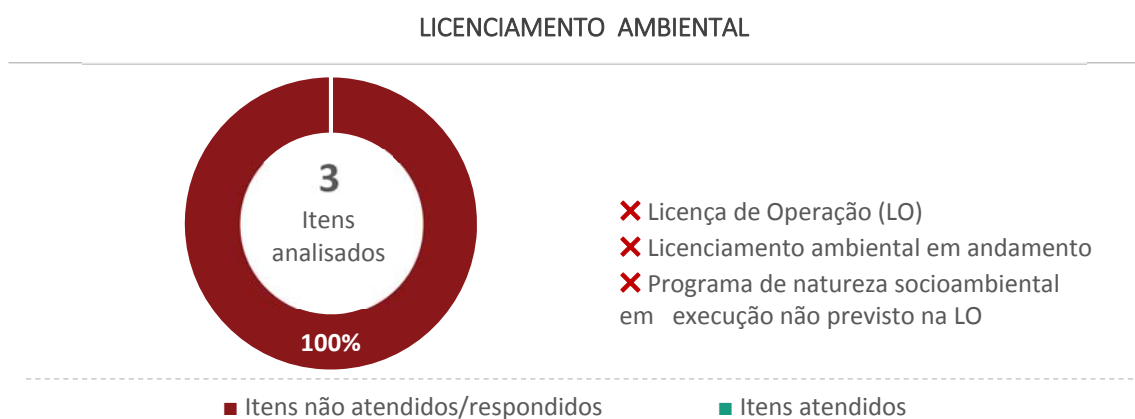 LICENCIAMENTO AMBIENTAL
3
Itens
analisados
100%
❌ Licença de Operação (LO)
❌ Licenciamento ambiental em andamento
❌ Programa de natureza socioambiental
em execução não previsto na LO
■ Itens não atendidos/respondidos ■ Itens atendidos